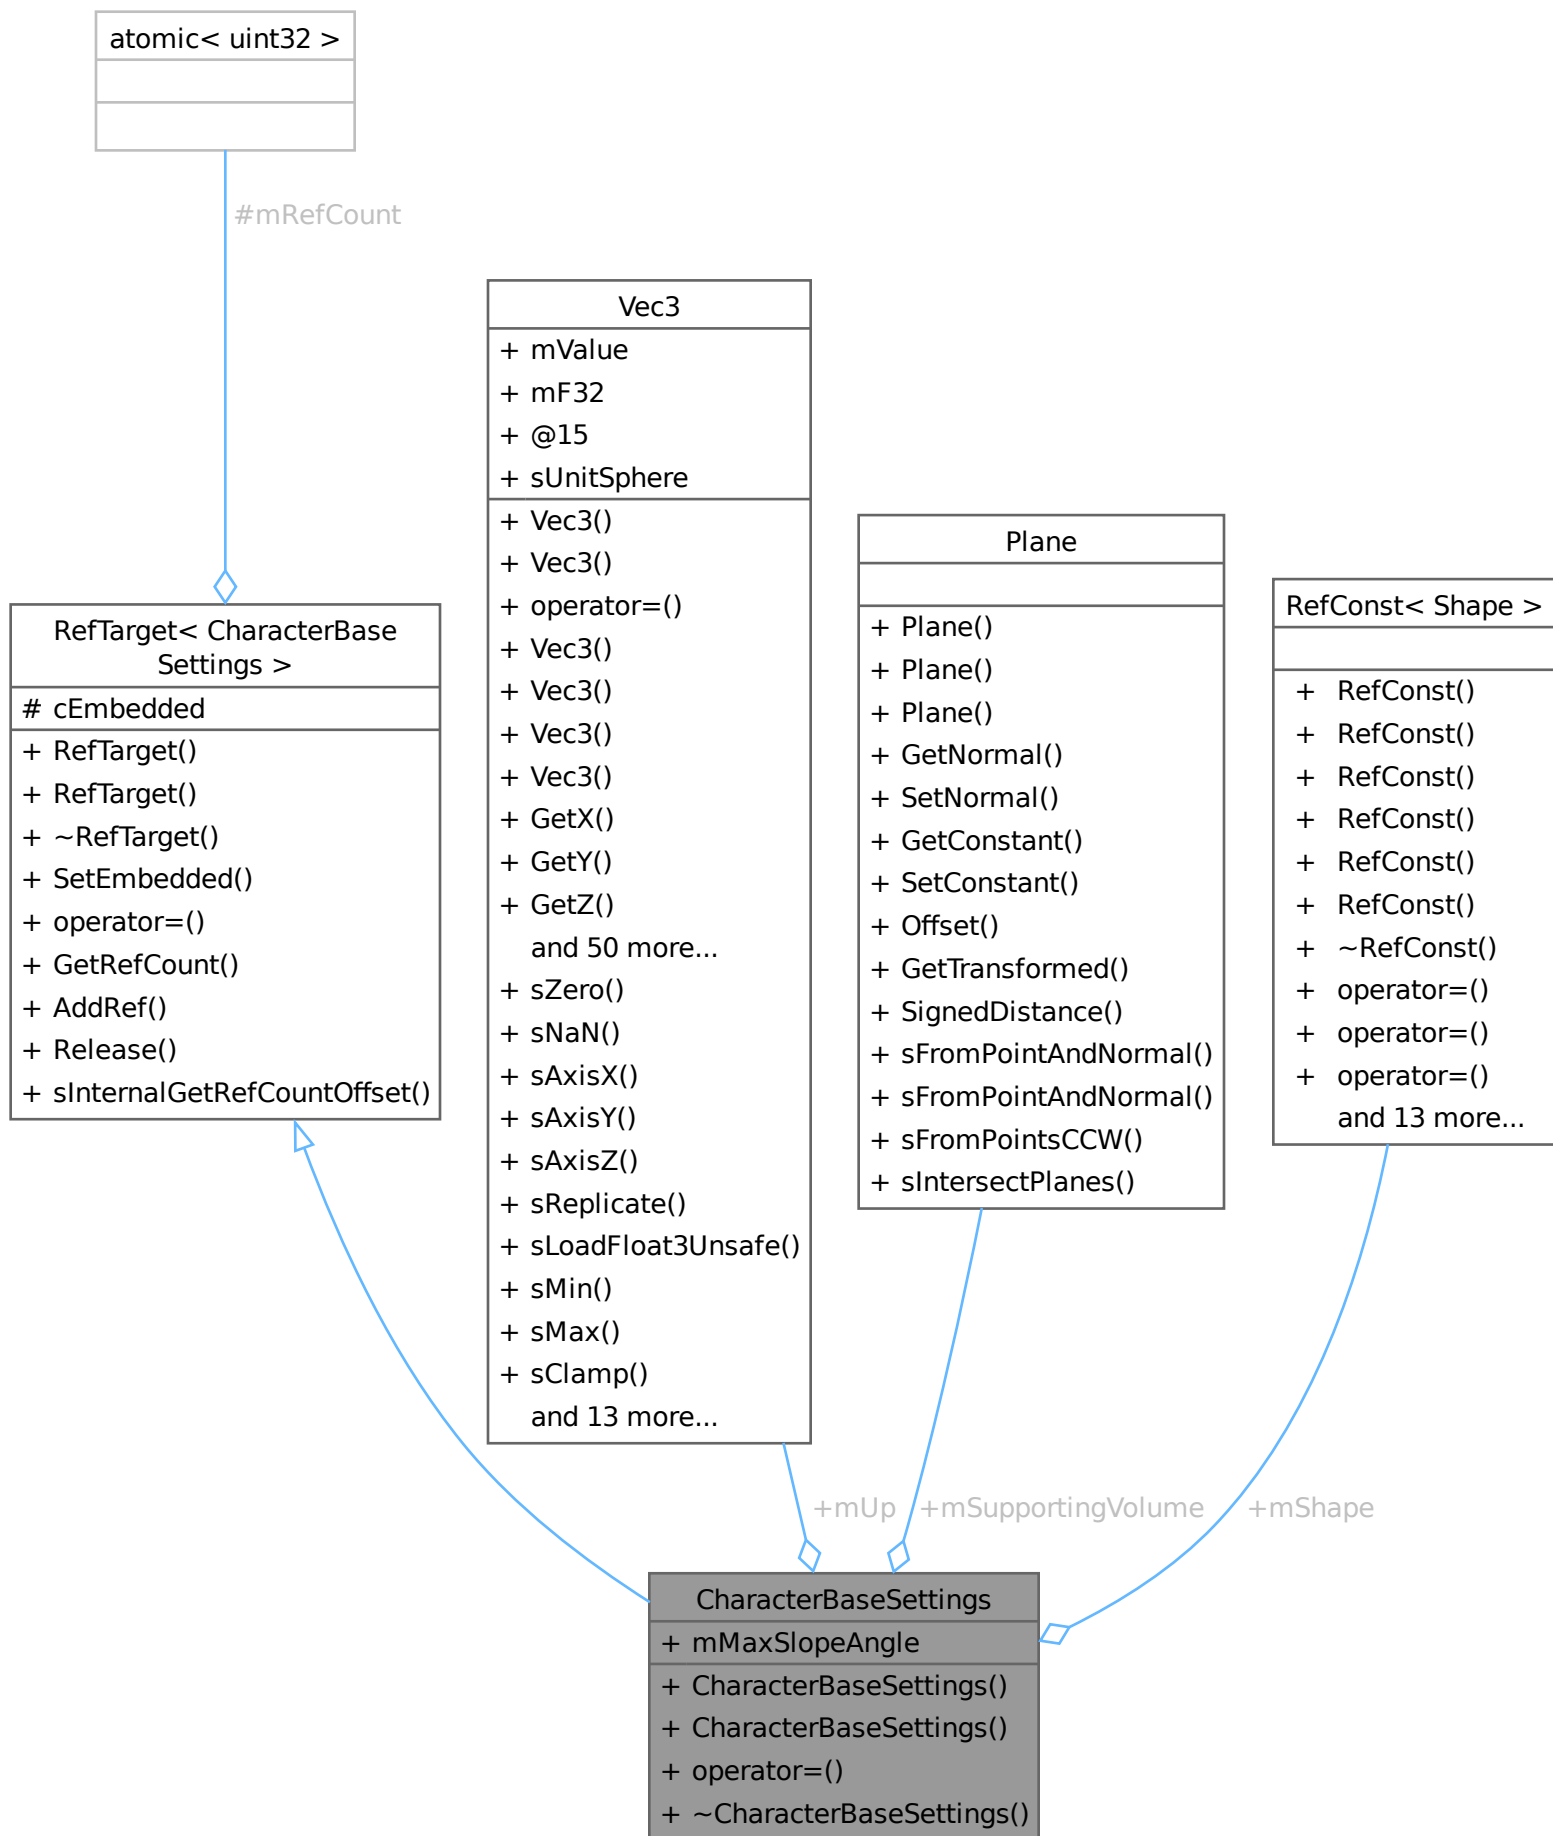 atomic< uint32 >
#mRefCount
Vec3
+ mValue
+ mF32
+ @15
+ sUnitSphere
+ Vec3()
+ Vec3()
+ operator=()
+ Vec3()
+ Vec3()
+ Vec3()
+ Vec3()
+ GetX()
+ GetY()
+ GetZ()
and 50 more...
+ sZero()
+ sNaN()
+ sAxisX()
+ sAxisY()
+ sAxisZ()
+ sReplicate()
+ sLoadFloat3Unsafe()
+ sMin()
+ sMax()
+ sClamp()
and 13 more...
Plane
+ Plane()
+ Plane()
+ Plane()
+ GetNormal()
+ SetNormal()
+ GetConstant()
+ SetConstant()
+ Offset()
+ GetTransformed()
+ SignedDistance()
+ sFromPointAndNormal()
+ sFromPointAndNormal()
+ sFromPointsCCW()
+ sIntersectPlanes()
RefConst< Shape >
+ RefConst()
+ RefConst()
+ RefConst()
+ RefConst()
+ RefConst()
+ RefConst()
+ ~RefConst()
+ operator=()
+ operator=()
+ operator=()
and 13 more...
RefTarget< CharacterBase
Settings >
# cEmbedded
+ RefTarget()
+ RefTarget()
+ ~RefTarget()
+ SetEmbedded()
+ operator=()
+ GetRefCount()
+ AddRef()
+ Release()
+ sInternalGetRefCountOffset()
+mUp
+mSupportingVolume
+mShape
CharacterBaseSettings
+ mMaxSlopeAngle
+ CharacterBaseSettings()
+ CharacterBaseSettings()
+ operator=()
+ ~CharacterBaseSettings()